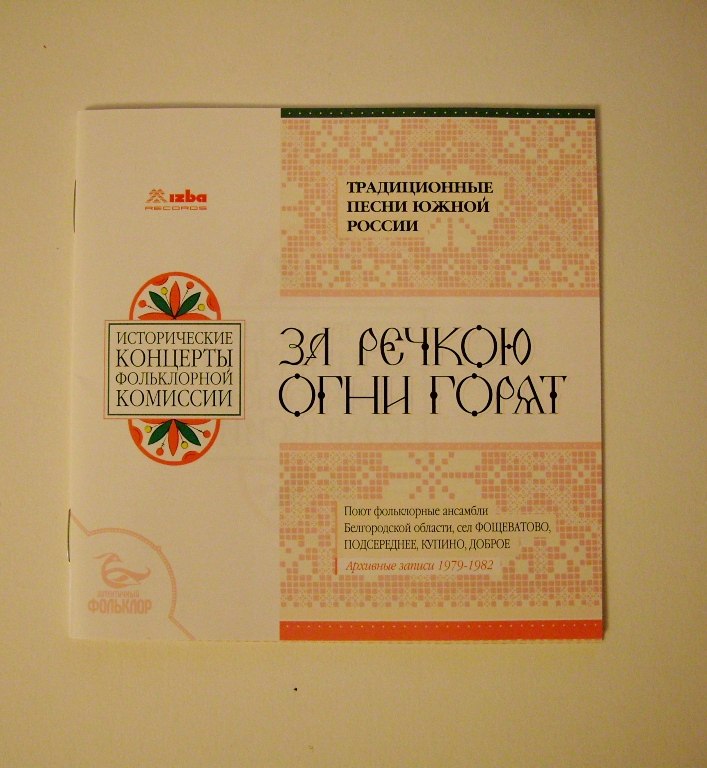 izba
RECORDS
ТРАДИЦИОННЫЕ
ПЕСНИ ЮЖНОЙ
РОССИИ
ИСТОРИЧЕСКИЕ
КОНЦЕРТЫ
ФОЛЬКЛОРНОЙ
КОМИССИИ
ЗА РЕЧКОЮ
ОГНИ ГОРЯТ
Поют фольклорные ансамбли
Белгородской области, сел ФОЩЕВАТОВО,
ПОДСЕРЕДНЕЕ, КУПИНО, ДОБРОЕ
Архивные записи 1979-1982
ФОЛЬКЛОР